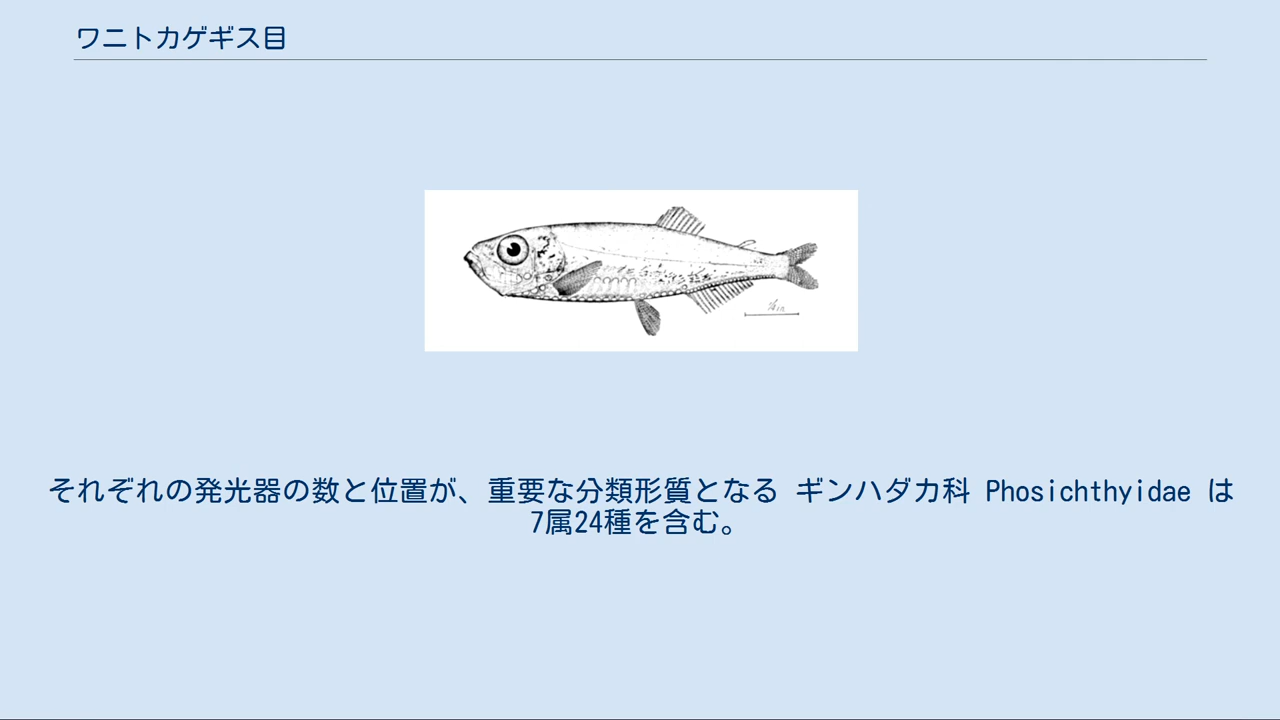 ワニトカゲギス目
それぞれの発光器の数と位置が、重要な分類形質となる ギンハダカ科 Phosichthyidae は
7属24種を含む。